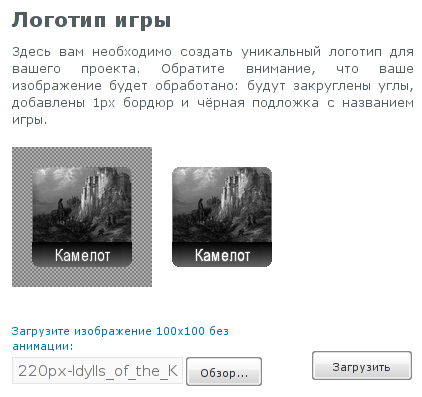 Логотип игры
Здесь вам необходимо создать уникальный логотип для
вашего проекта. Обратите внимание, что ваше
изображение будет обработано: будут закруглены углы,
добавлены 1px бордюр и чёрная подложка с названием
игры.
Камелот Камелот
Загрузите изображение 100x100 без
анимации:
220px-Idylls_of_the_K Обзор... Загрузить